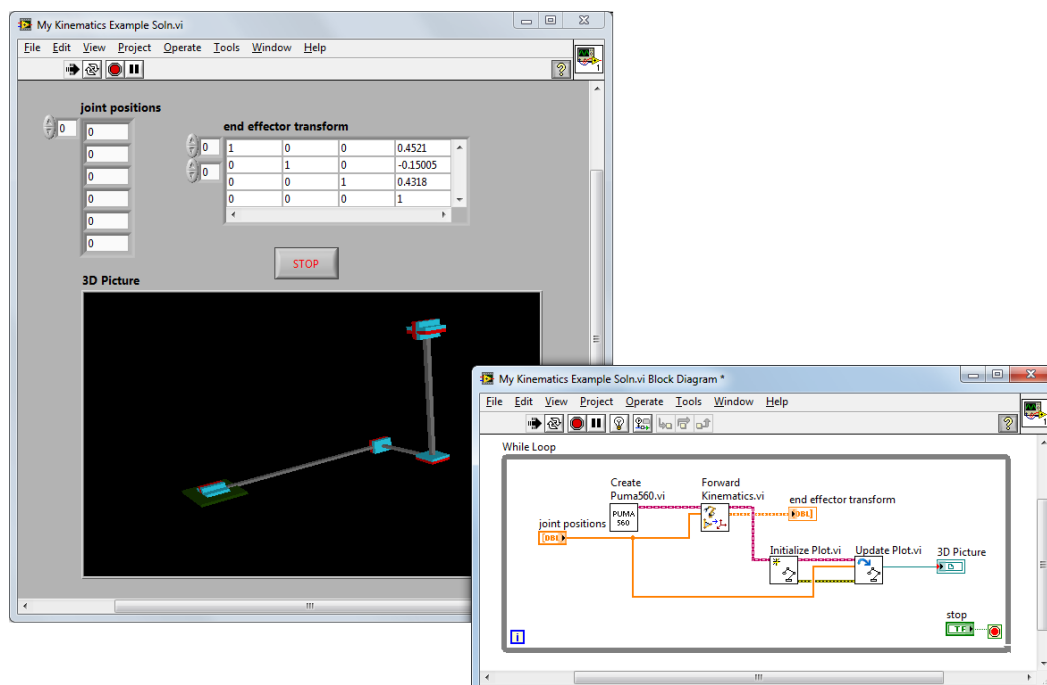 My Kinematics Example Soln.vi
File Edit View Project Operate Tools Window Help
? 1
joint positions
0 0
0
0
0
0
0
end effector transform
0 1 0 0 0.4521
0 0 1 0 -0.15005
0 0 1 0.4318
0 0 0 1
STOP
3D Picture
My Kinematics Example Soln.vi Block Diagram *
File Edit View Project Operate Tools Window Help
? 1
While Loop
Create Forward
Puma560.vi Kinematics.vi
PUMA
560
end effector transform
DBL]
joint positions
[DBL]
Initialize Plot.vi Update Plot.vi 3D Picture
stop
TF
i